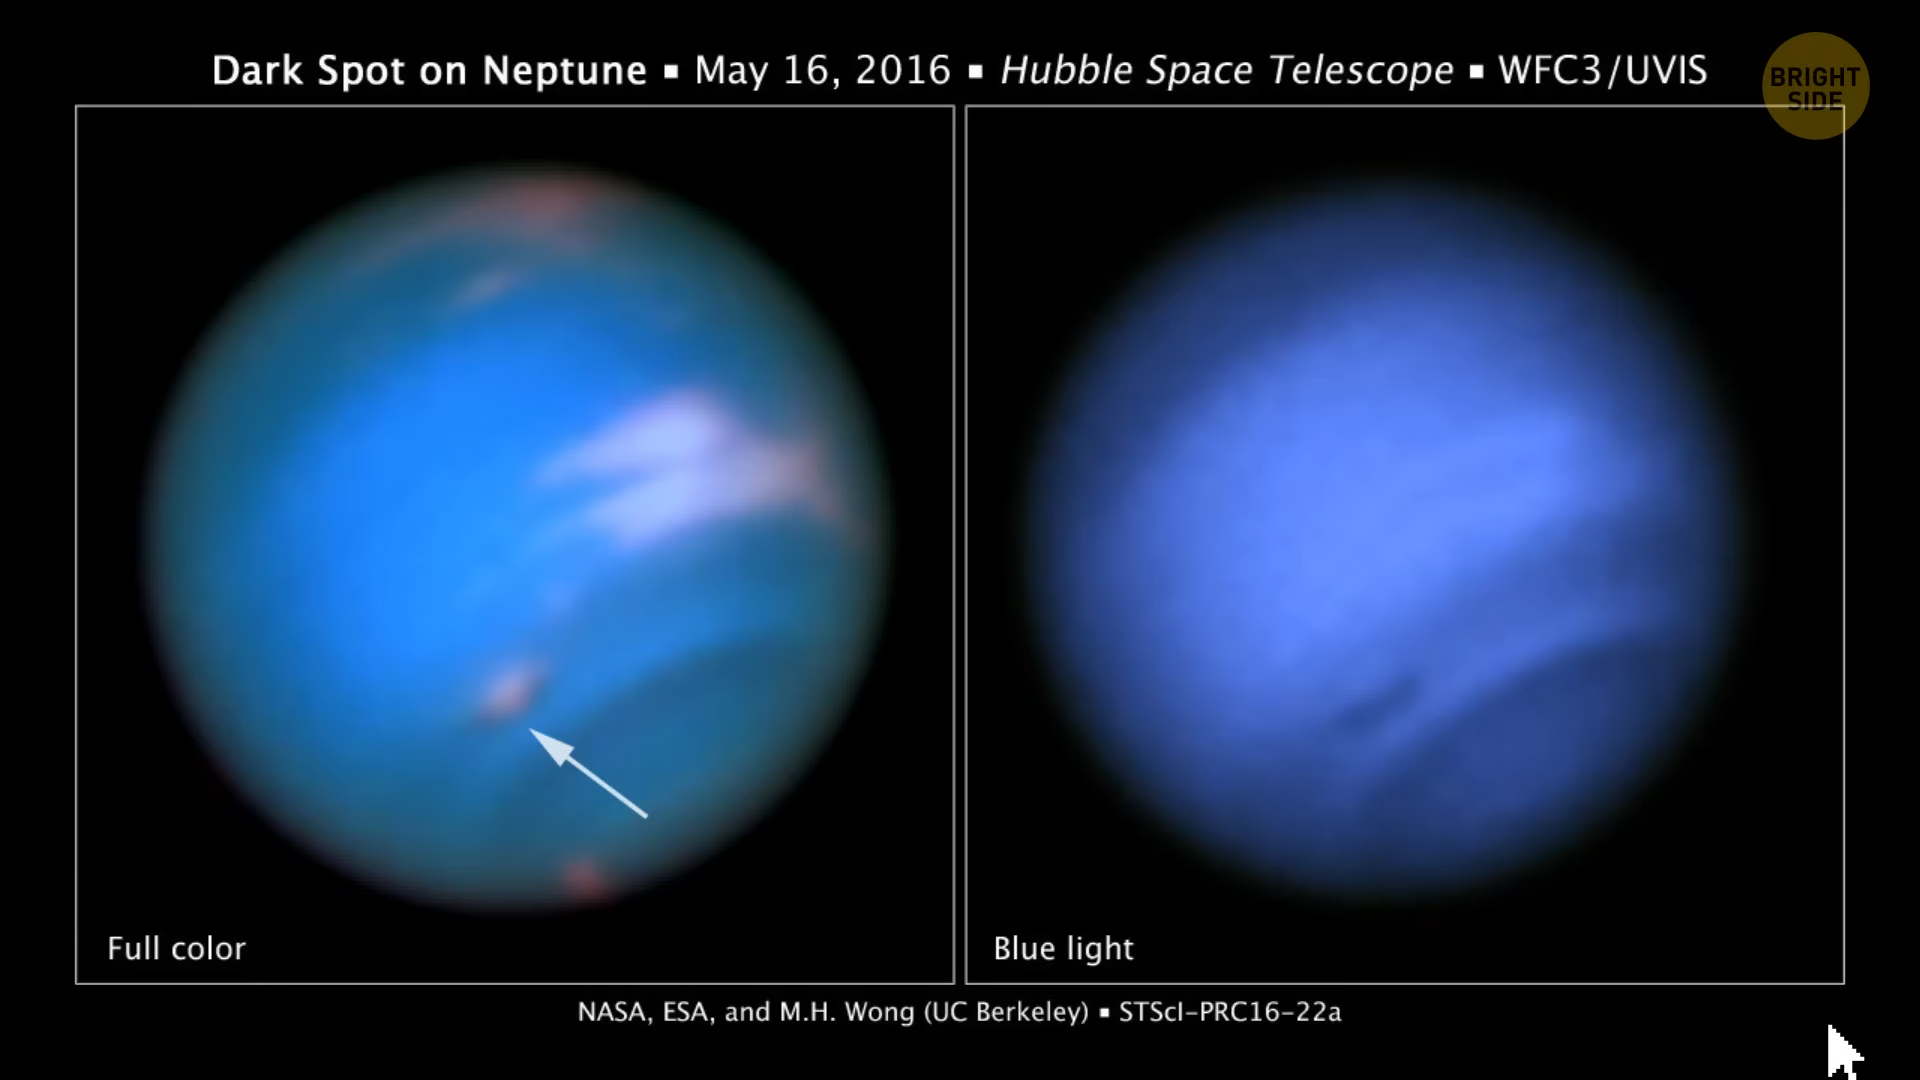 Dark Spot on Neptune ▪ May 16, 2016 ▪ Hubble Space Telescope ▪ WFC3/UVIS
BRIGHT
SIDE
Full color
Blue light
NASA, ESA, and M.H. Wong (UC Berkeley) ▪ STScI-PRC16-22a